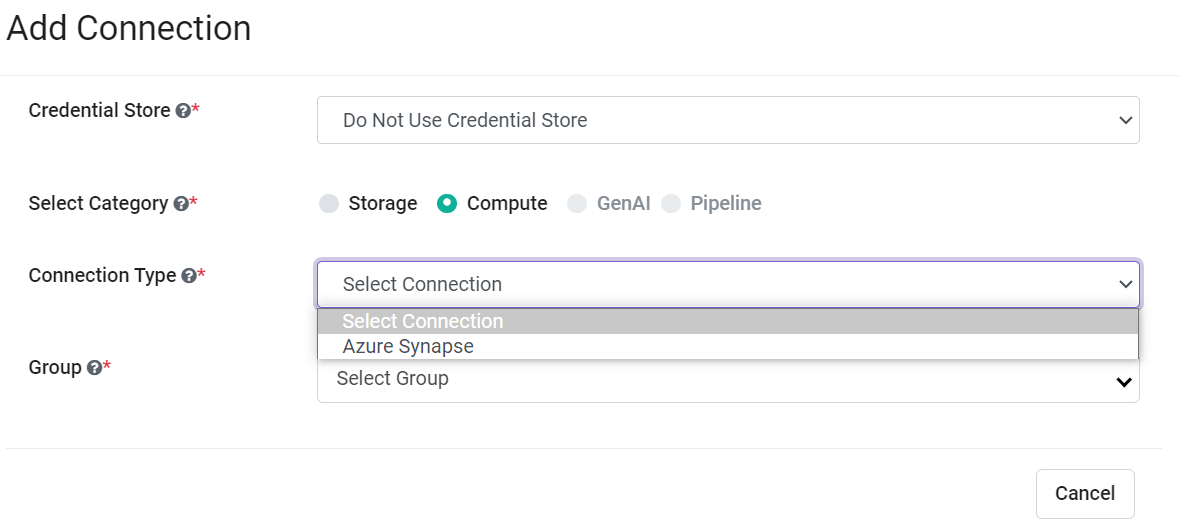 Add Connection
Credential Store ?*
Do Not Use Credential Store
Select Category ?*
Storage Compute GenAI Pipeline
Connection Type ?*
Select Connection
Select Connection
Azure Synapse
Group ?*
Select Group
Cancel